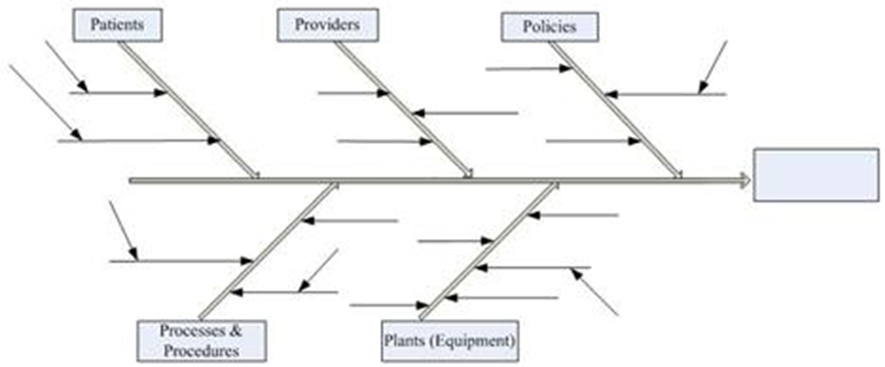 Patients
Providers
Policies
Processes &
Procedures
Plants (Equipment)